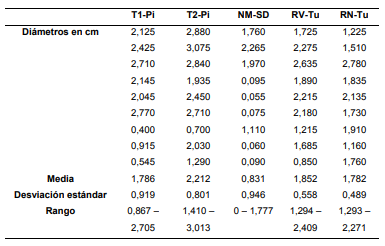 T1-Pi T2-Pi NM-SD RV-Tu RN-Tu
Diámetros en cm 2,125 2,880 1,760 1,725 1,225
2,425 3,075 2,265 2,275 1,510
2,710 2,840 1,970 2,635 2,780
2,145 1,935 0,095 1,890 1,835
2,045 2,450 0,055 2,215 2,135
2,770 2,710 0,075 2,180 1,730
0,400 0,700 1,110 1,215 1,910
0,915 2,030 0,060 1,685 1,160
0,545 1,290 0,090 0,850 1,760
Media 1,786 2,212 0,831 1,852 1,782
Desviación estándar 0,919 0,801 0,946 0,558 0,489
Rango 0,867 – 1,410 – 0 – 1,777 1,294 – 1,293 –
2,705 3,013 2,409 2,271